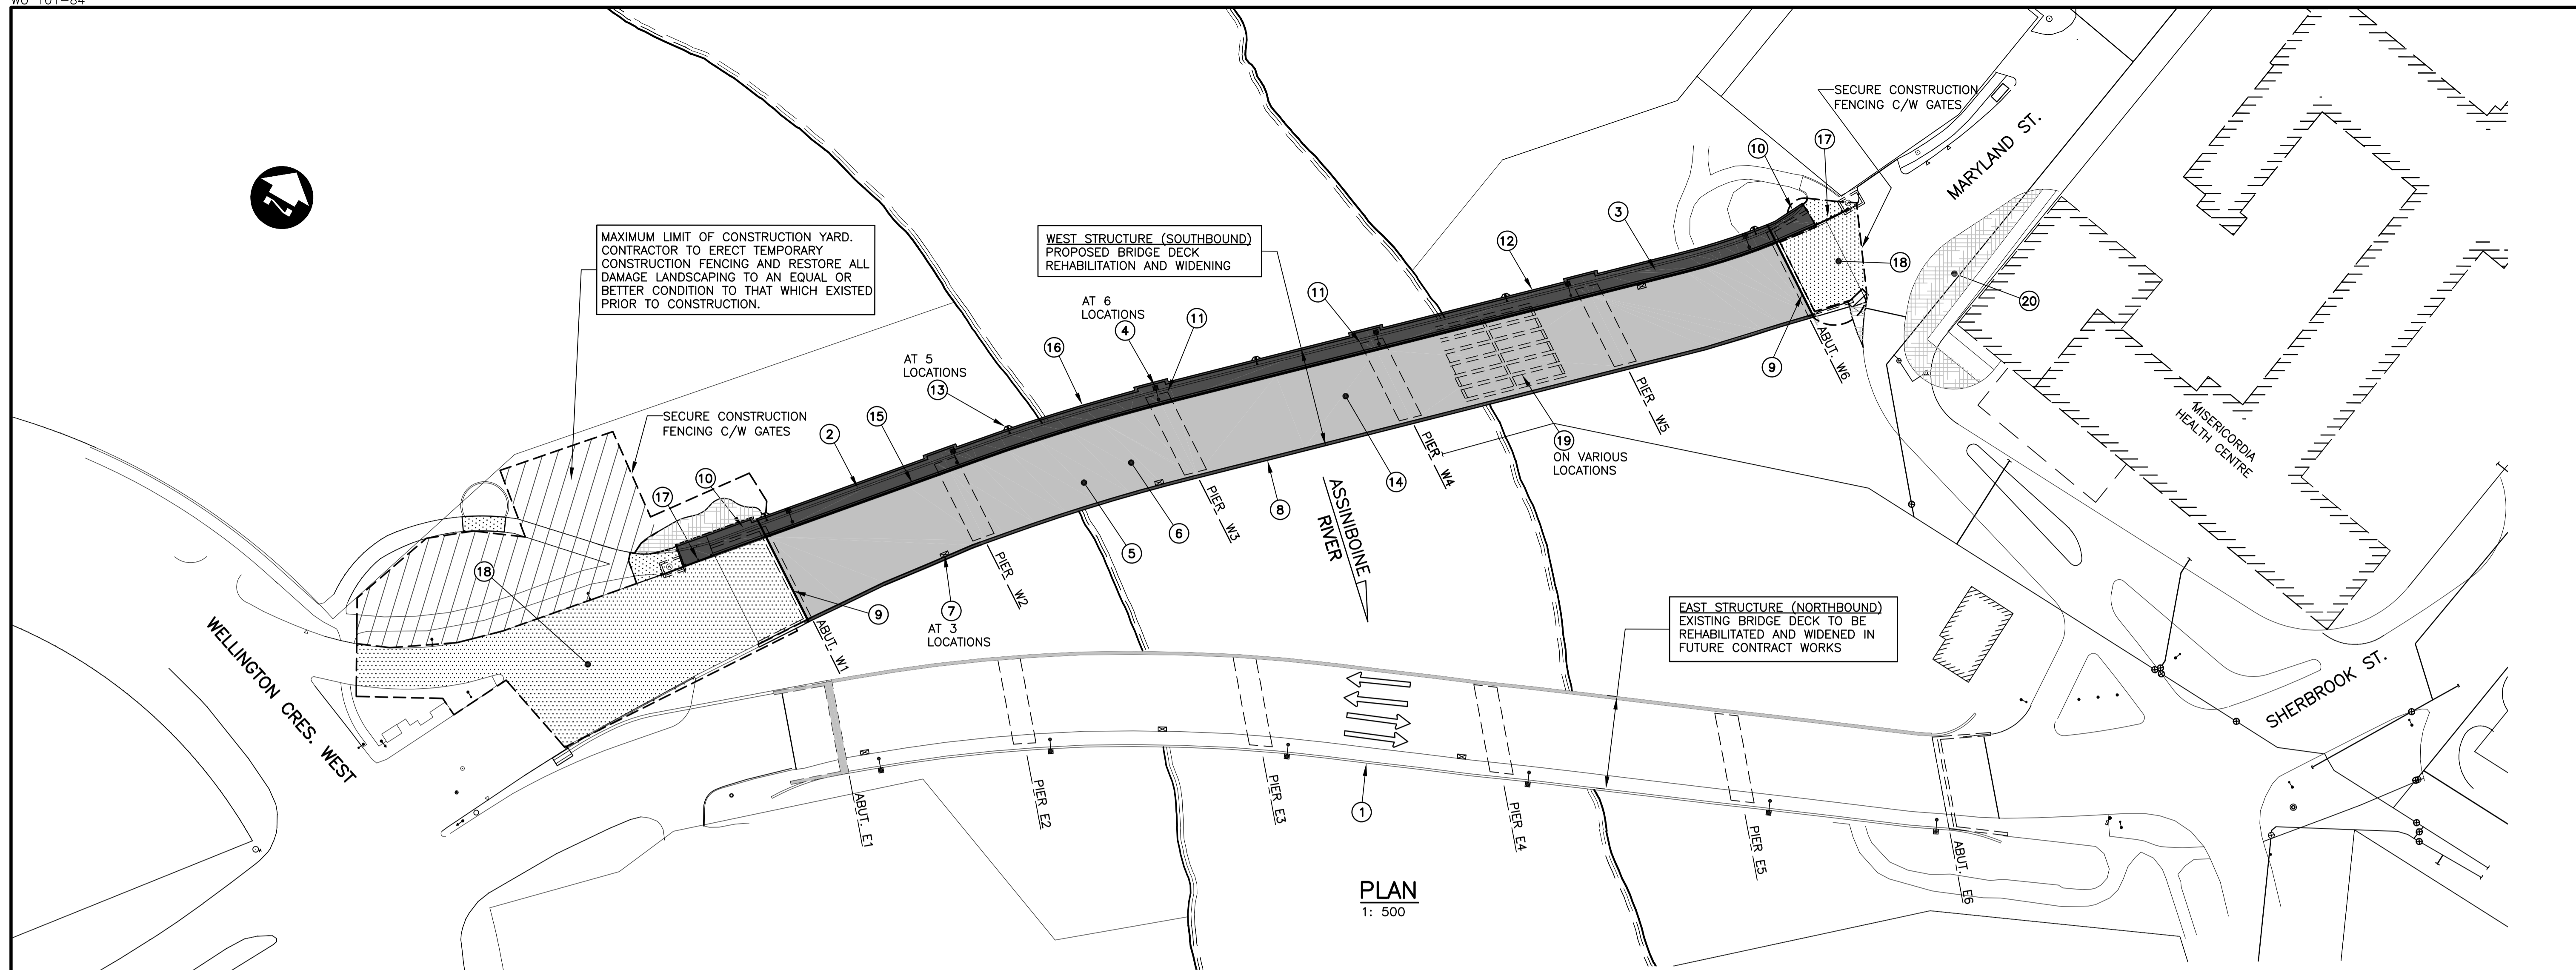 WO 101-84
SECURE CONSTRUCTION
FENCING C/W GATES
MARYLAND ST.
17
10
3
12
MAXIMUM LIMIT OF CONSTRUCTION YARD.
CONTRACTOR TO ERECT TEMPORARY
CONSTRUCTION FENCING AND RESTORE ALL
DAMAGE LANDSCAPING TO AN EQUAL OR
BETTER CONDITION TO THAT WHICH EXISTED
PRIOR TO CONSTRUCTION.
WEST STRUCTURE (SOUTHBOUND)
PROPOSED BRIDGE DECK
REHABILITATION AND WIDENING
18
20
AT 6
LOCATIONS
4
11
11
16
AT 5
LOCATIONS
13
15
2
SECURE CONSTRUCTION
FENCING C/W GATES
10
17
18
9
ABUT. W6
PIER W5
19
ON VARIOUS
LOCATIONS
MISERICORDIA
HEALTH CENTRE
PIER W4
14
8
PIER W3
6
5
ASSINIBOINE
RIVER
PIER W2
7
AT 3
LOCATIONS
9
ABUT. W1
WELLINGTON CRES. WEST
EAST STRUCTURE (NORTHBOUND)
EXISTING BRIDGE DECK TO BE
REHABILITATED AND WIDENED IN
FUTURE CONTRACT WORKS
SHERBROOK ST.
ABUT. E1
PIER E2
PIER E3
1
PIER E4
PIER E5
ABUT. E6
PLAN
1: 500